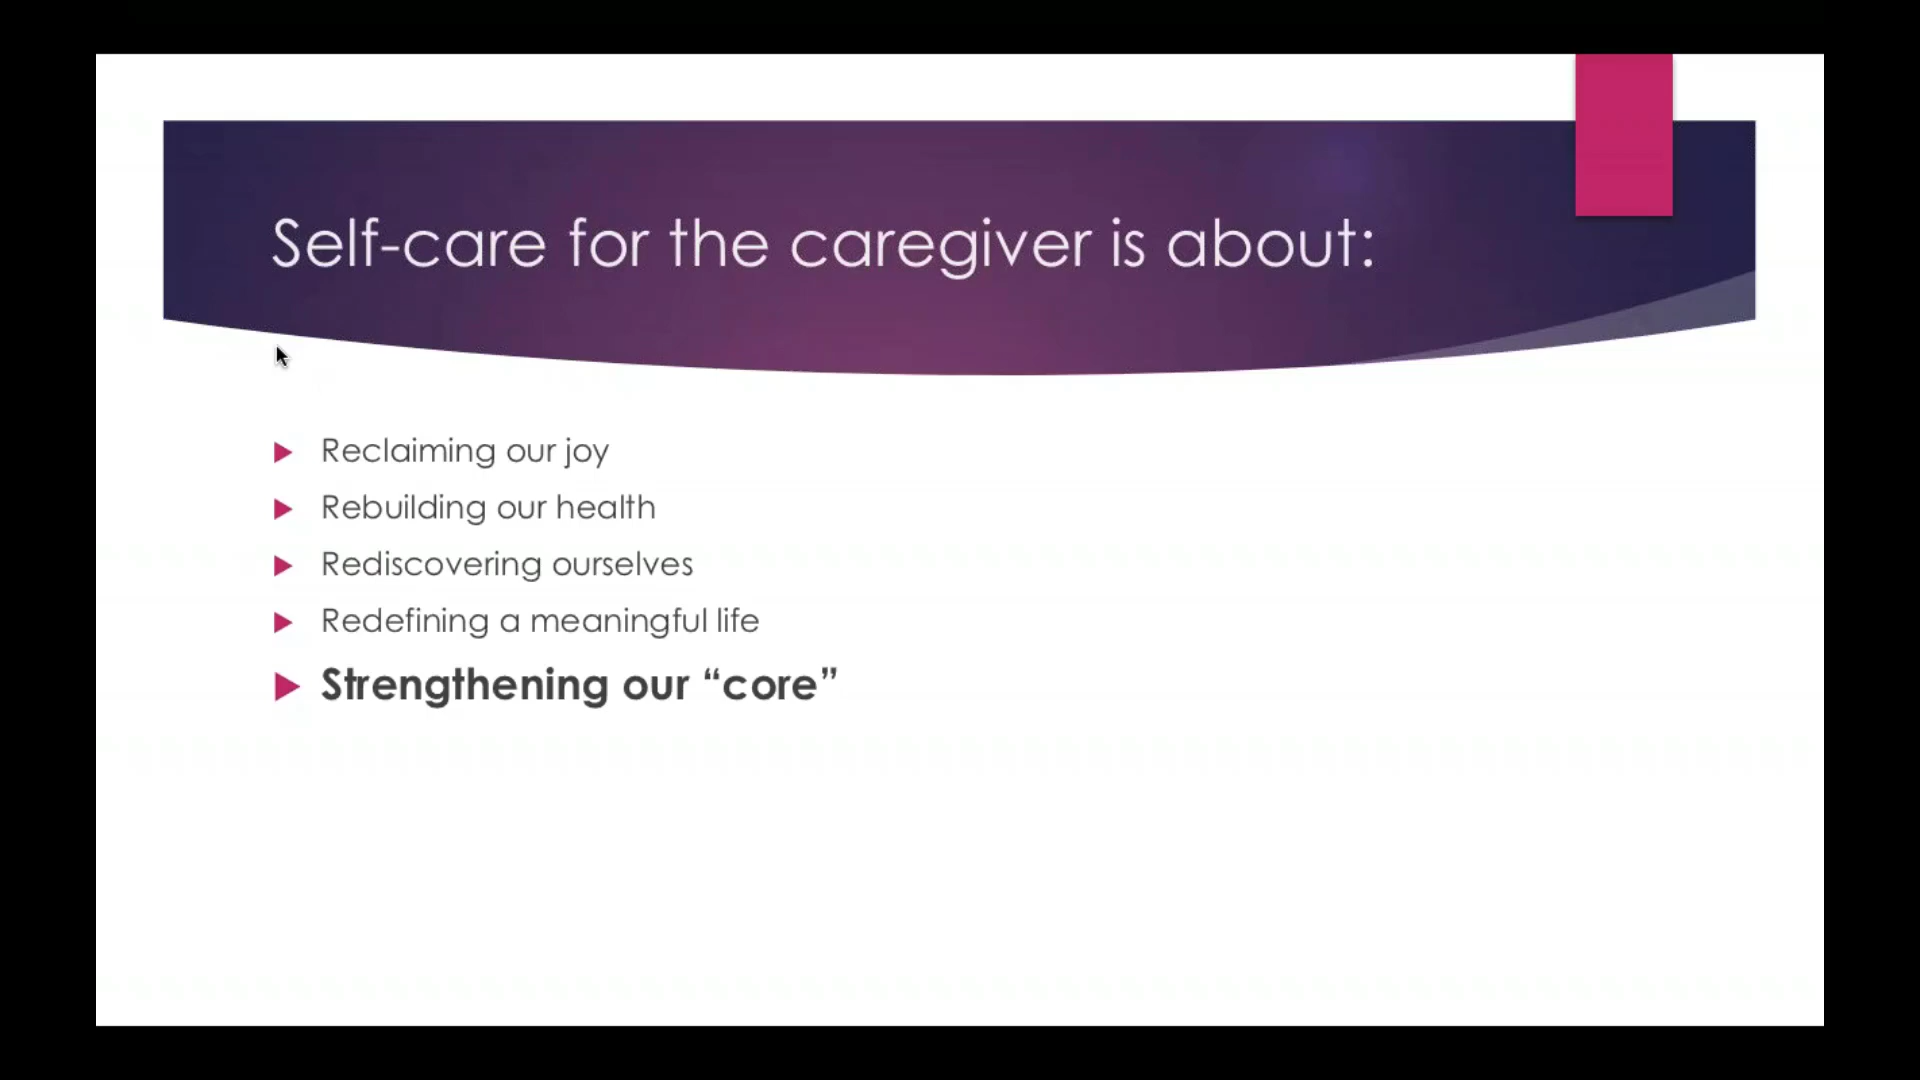 Self-care for the caregiver is about:
Reclaiming our joy
Rebuilding our health
Rediscovering ourselves
Redefining a meaningful life
Strengthening our “core”